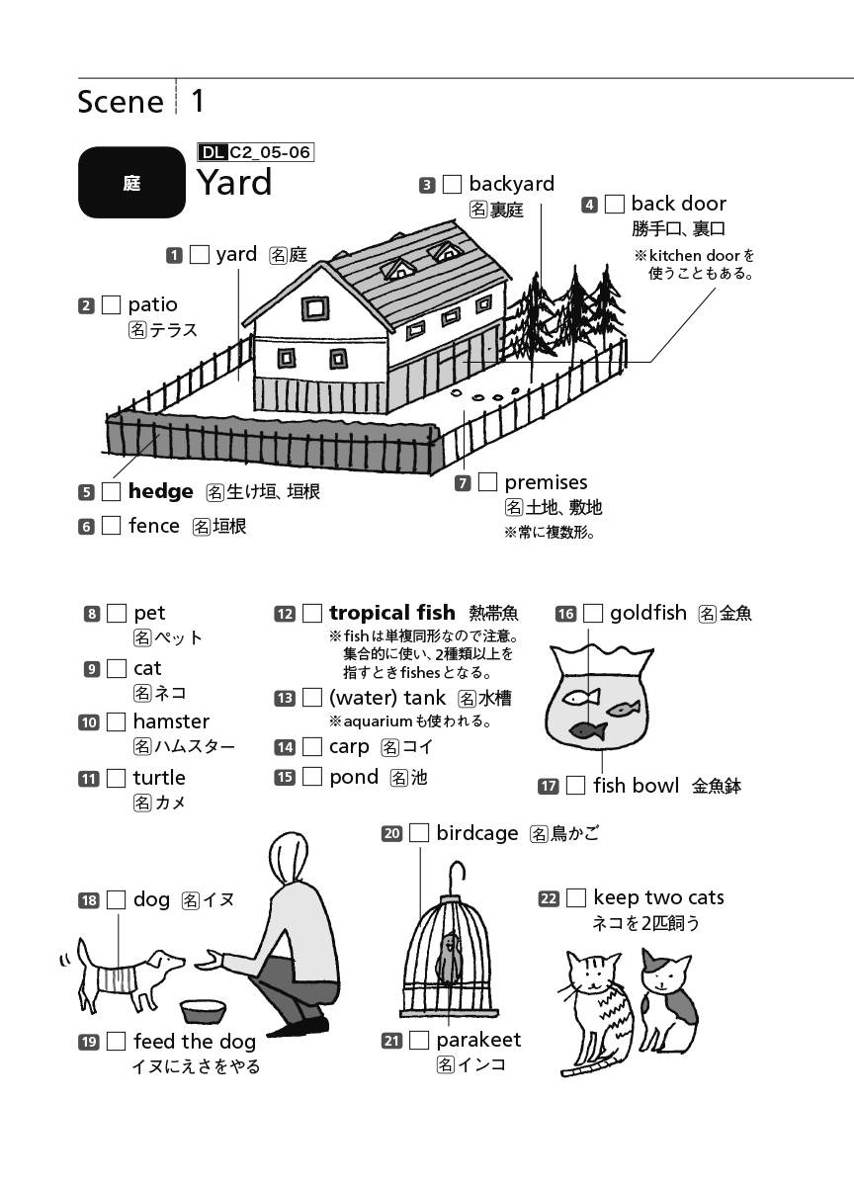 Scene 1
庭
DL C2_05-06
Yard
1 yard 名庭
2 patio
名テラス
3 backyard
名裏庭
4 back door
勝手口、裏口
※kitchen doorを
使うこともある。
5 hedge 名生け垣、垣根
6 fence 名垣根
7 premises
名土地、敷地
※常に複数形。
8 pet
名ペット
9 cat
名ネコ
10 hamster
名ハムスター
11 turtle
名カメ
12 tropical fish 熱帯魚
※fishは単複同形なので注意。
集合的に使い、2種類以上を
指すときfishesとなる。
13 (water) tank 名水槽
※aquariumも使われる。
14 carp 名コイ
15 pond 名池
16 goldfish 名金魚
17 fish bowl 金魚鉢
18 dog 名イヌ
19 feed the dog
イヌにえさをやる
20 birdcage 名鳥かご
21 parakeet
名インコ
22 keep two cats
ネコを2匹飼う